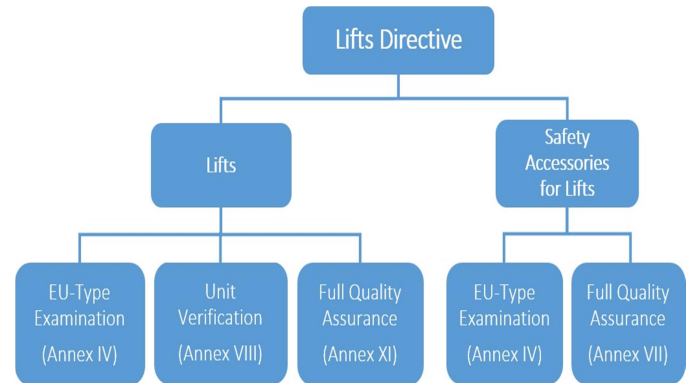 Lifts Directive
Lifts
Safety
Accessories
for Lifts
EU-Type
Examination
(Annex IV)
Unit
Verification
(Annex VIII)
Full Quality
Assurance
(Annex XI)
EU-Type
Examination
(Annex IV)
Full Quality
Assurance
(Annex VII)